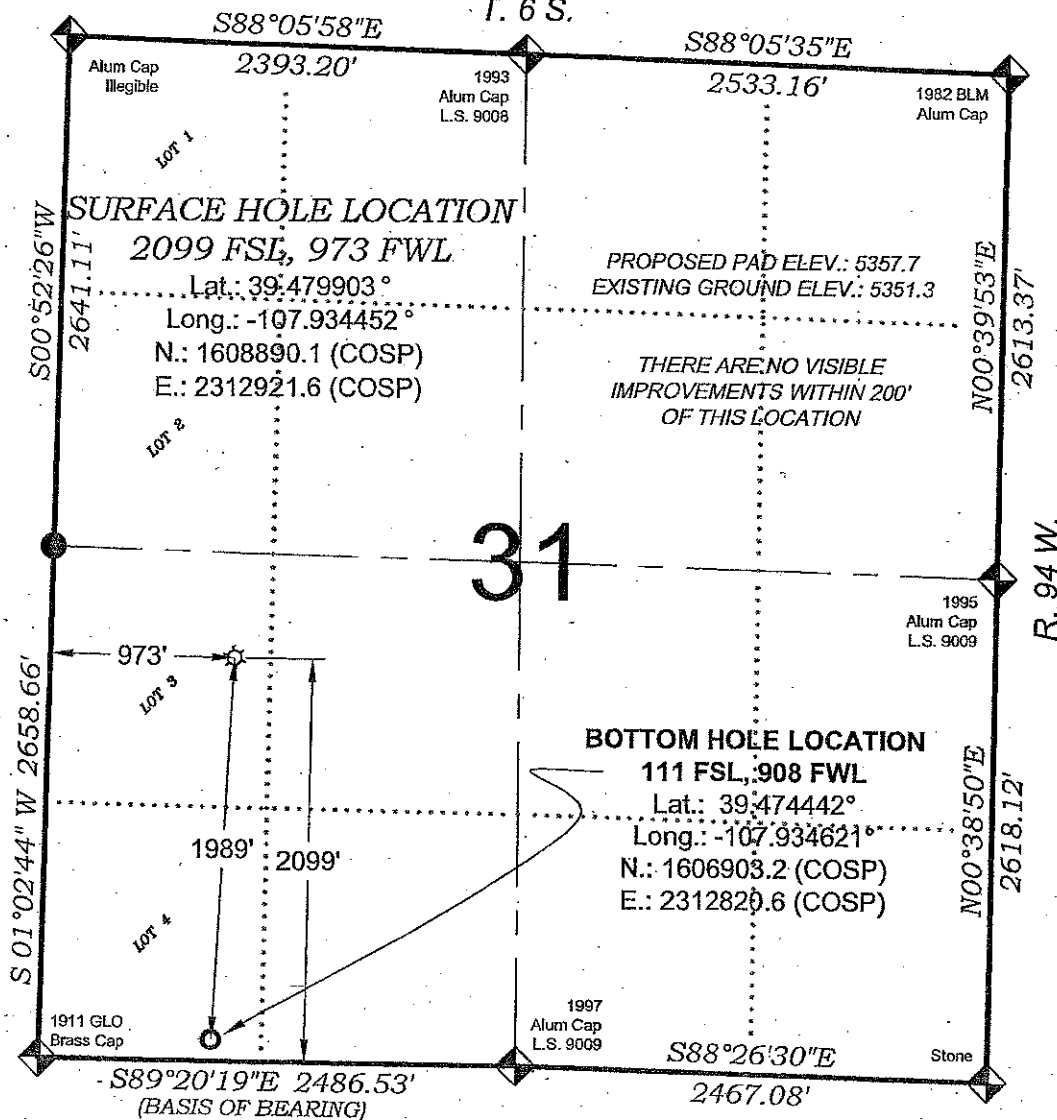 T. 6 S.
S88°05'58"E
2393.20'
S88°05'35"E
2533.16'
Alum Cap
Illegible
1993
Alum Cap
L.S. 9008
1982 BLM
Alum Cap
LOT 1
SURFACE HOLE LOCATION
2099 FSL, 973 FWL
Lat.: 39.479903°
Long.: -107.934452°
N.: 1608890.1 (COSP)
E.: 2312921.6 (COSP)
PROPOSED PAD ELEV.: 5357.7
EXISTING GROUND ELEV.: 5351.3
THERE ARE NO VISIBLE
IMPROVEMENTS WITHIN 200'
OF THIS LOCATION
S00°52'26"W
2641.11'
N00°39'53"E
2613.37'
LOT 2
31
R. 94 W.
1995
Alum Cap
L.S. 9009
973'
LOT 3
S 01°02'44" W 2658.66'
BOTTOM HOLE LOCATION
111 FSL, 908 FWL
Lat.: 39.474442°
Long.: -107.934621°
N.: 1606903.2 (COSP)
E.: 2312820.6 (COSP)
N00°38'50"E
2618.12'
1989'
2099'
LOT 4
1911 GLO
Brass Cap
1997
Alum Cap
L.S. 9009
Stone
S89°20'19"E 2486.53'
(BASIS OF BEARING)
S88°26'30"E
2467.08'